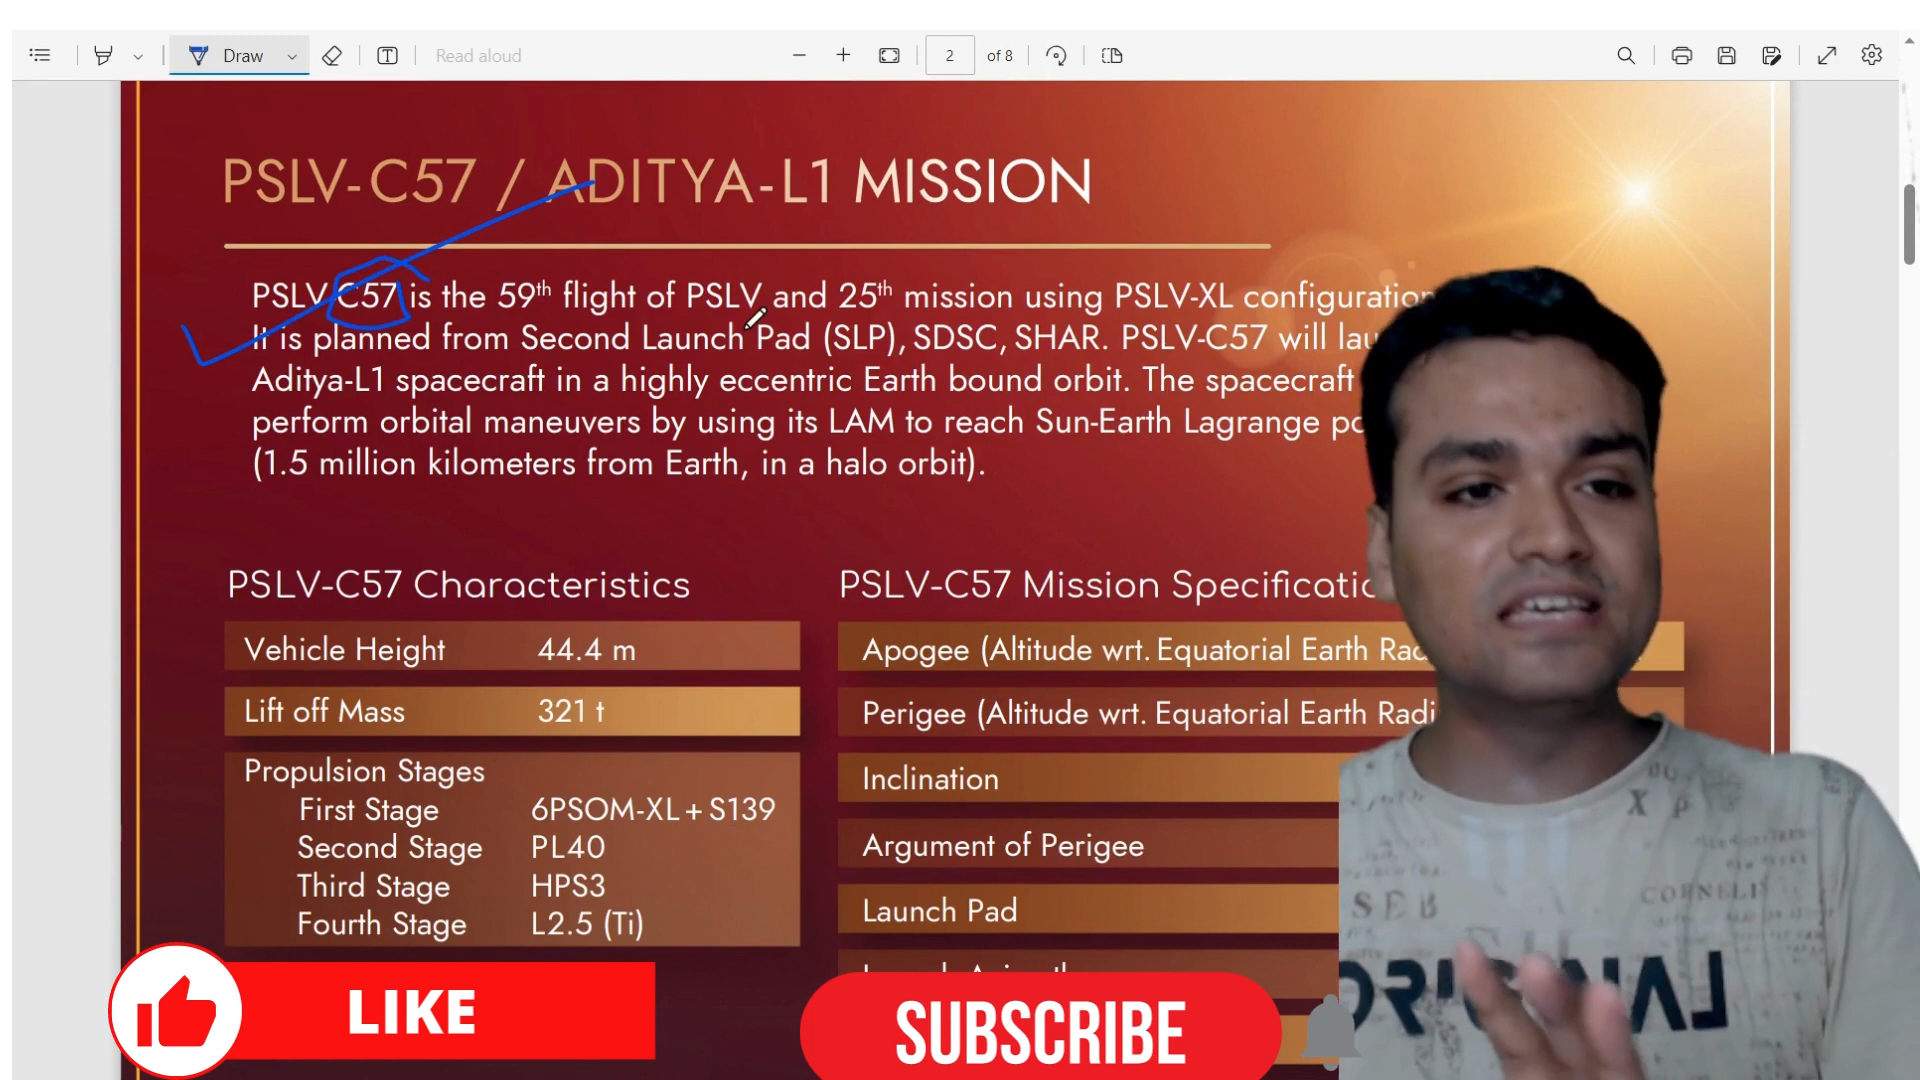 Draw
Read aloud
2 of 8
PSLV-C57 / ADITYA-L1 MISSION
PSLV-C57 is the 59th flight of PSLV and 25th mission using PSLV-XL configuration
It is planned from Second Launch Pad (SLP), SDSC, SHAR. PSLV-C57 will
Aditya-L1 spacecraft in a highly eccentric Earth bound orbit. The spacecraft
perform orbital maneuvers by using its LAM to reach Sun-Earth Lagrange
(1.5 million kilometers from Earth, in a halo orbit).
PSLV-C57 Characteristics
Vehicle Height 44.4 m
Lift off Mass 321 t
Propulsion Stages
First Stage 6PSOM-XL + S139
Second Stage PL40
Third Stage HPS3
Fourth Stage L2.5 (Ti)
PSLV-C57 Mission
Apogee (Altitude wrt. Equatorial Earth
Perigee (Altitude wrt. Equatorial Earth
Inclination
Argument of Perigee
Launch Pad
LIKE
SUBSCRIBE